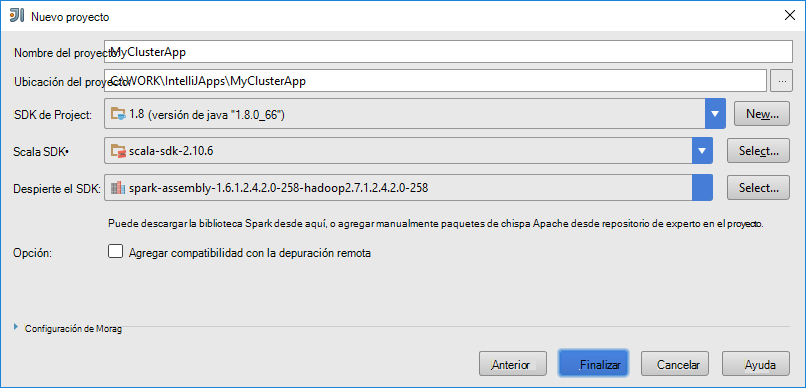 Nuevo proyecto
Nombre del proyecto: MyClusterApp
Ubicación del proyecto: C:\WORK\IntelliJApps\MyClusterApp ...
SDK de Project: 1.8 (versión de java "1.8.0_66") New...
Scala SDK• scala-sdk-2.10.6 Select...
Despierte el SDK: spark-assembly-1.6.1.2.4.2.0-258-hadoop2.7.1.2.4.2.0-258 Select...
Puede descargar la biblioteca Spark desde aquí, o agregar manualmente paquetes de chispa Apache desde repositorio de experto en el proyecto.
Opción: Agregar compatibilidad con la depuración remota
Configuración de Morag
Anterior Finalizar Cancelar Ayuda